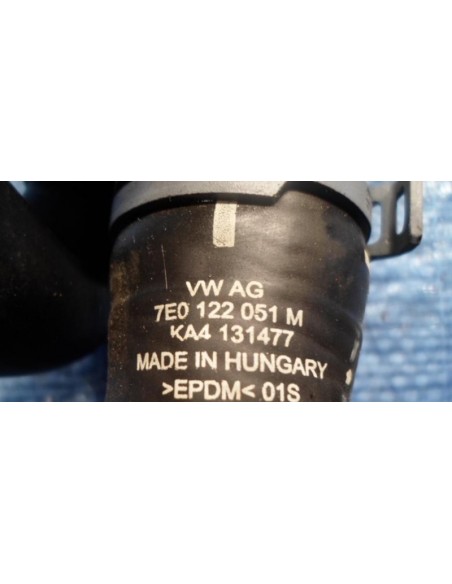 VW AG
7E0 122 051 M
KA4 131477
MADE IN HUNGARY
>EPDM< 01S